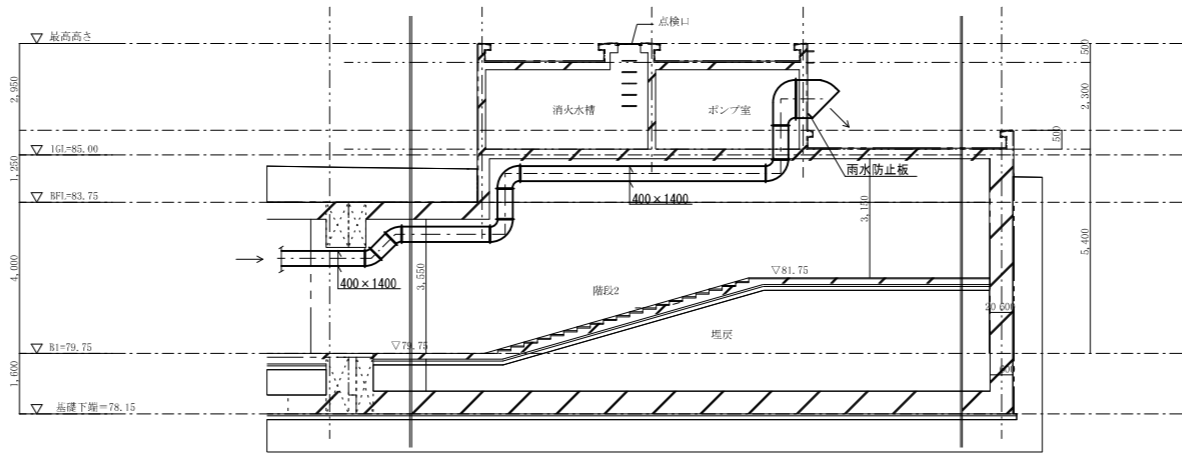 点検口
▽ 最高高さ
500
2,950
2,300
消火水槽
ポンプ室
500
▽ 1GL=85.00
雨水防止板
1,250
400×1400
3,150
▽ BFL=83.75
5,400
4,000
400×1400
3,550
▽81.75
階段2
埋戻
▽79.75
▽ B1=79.75
1,600
▽ 基礎下端＝78.15